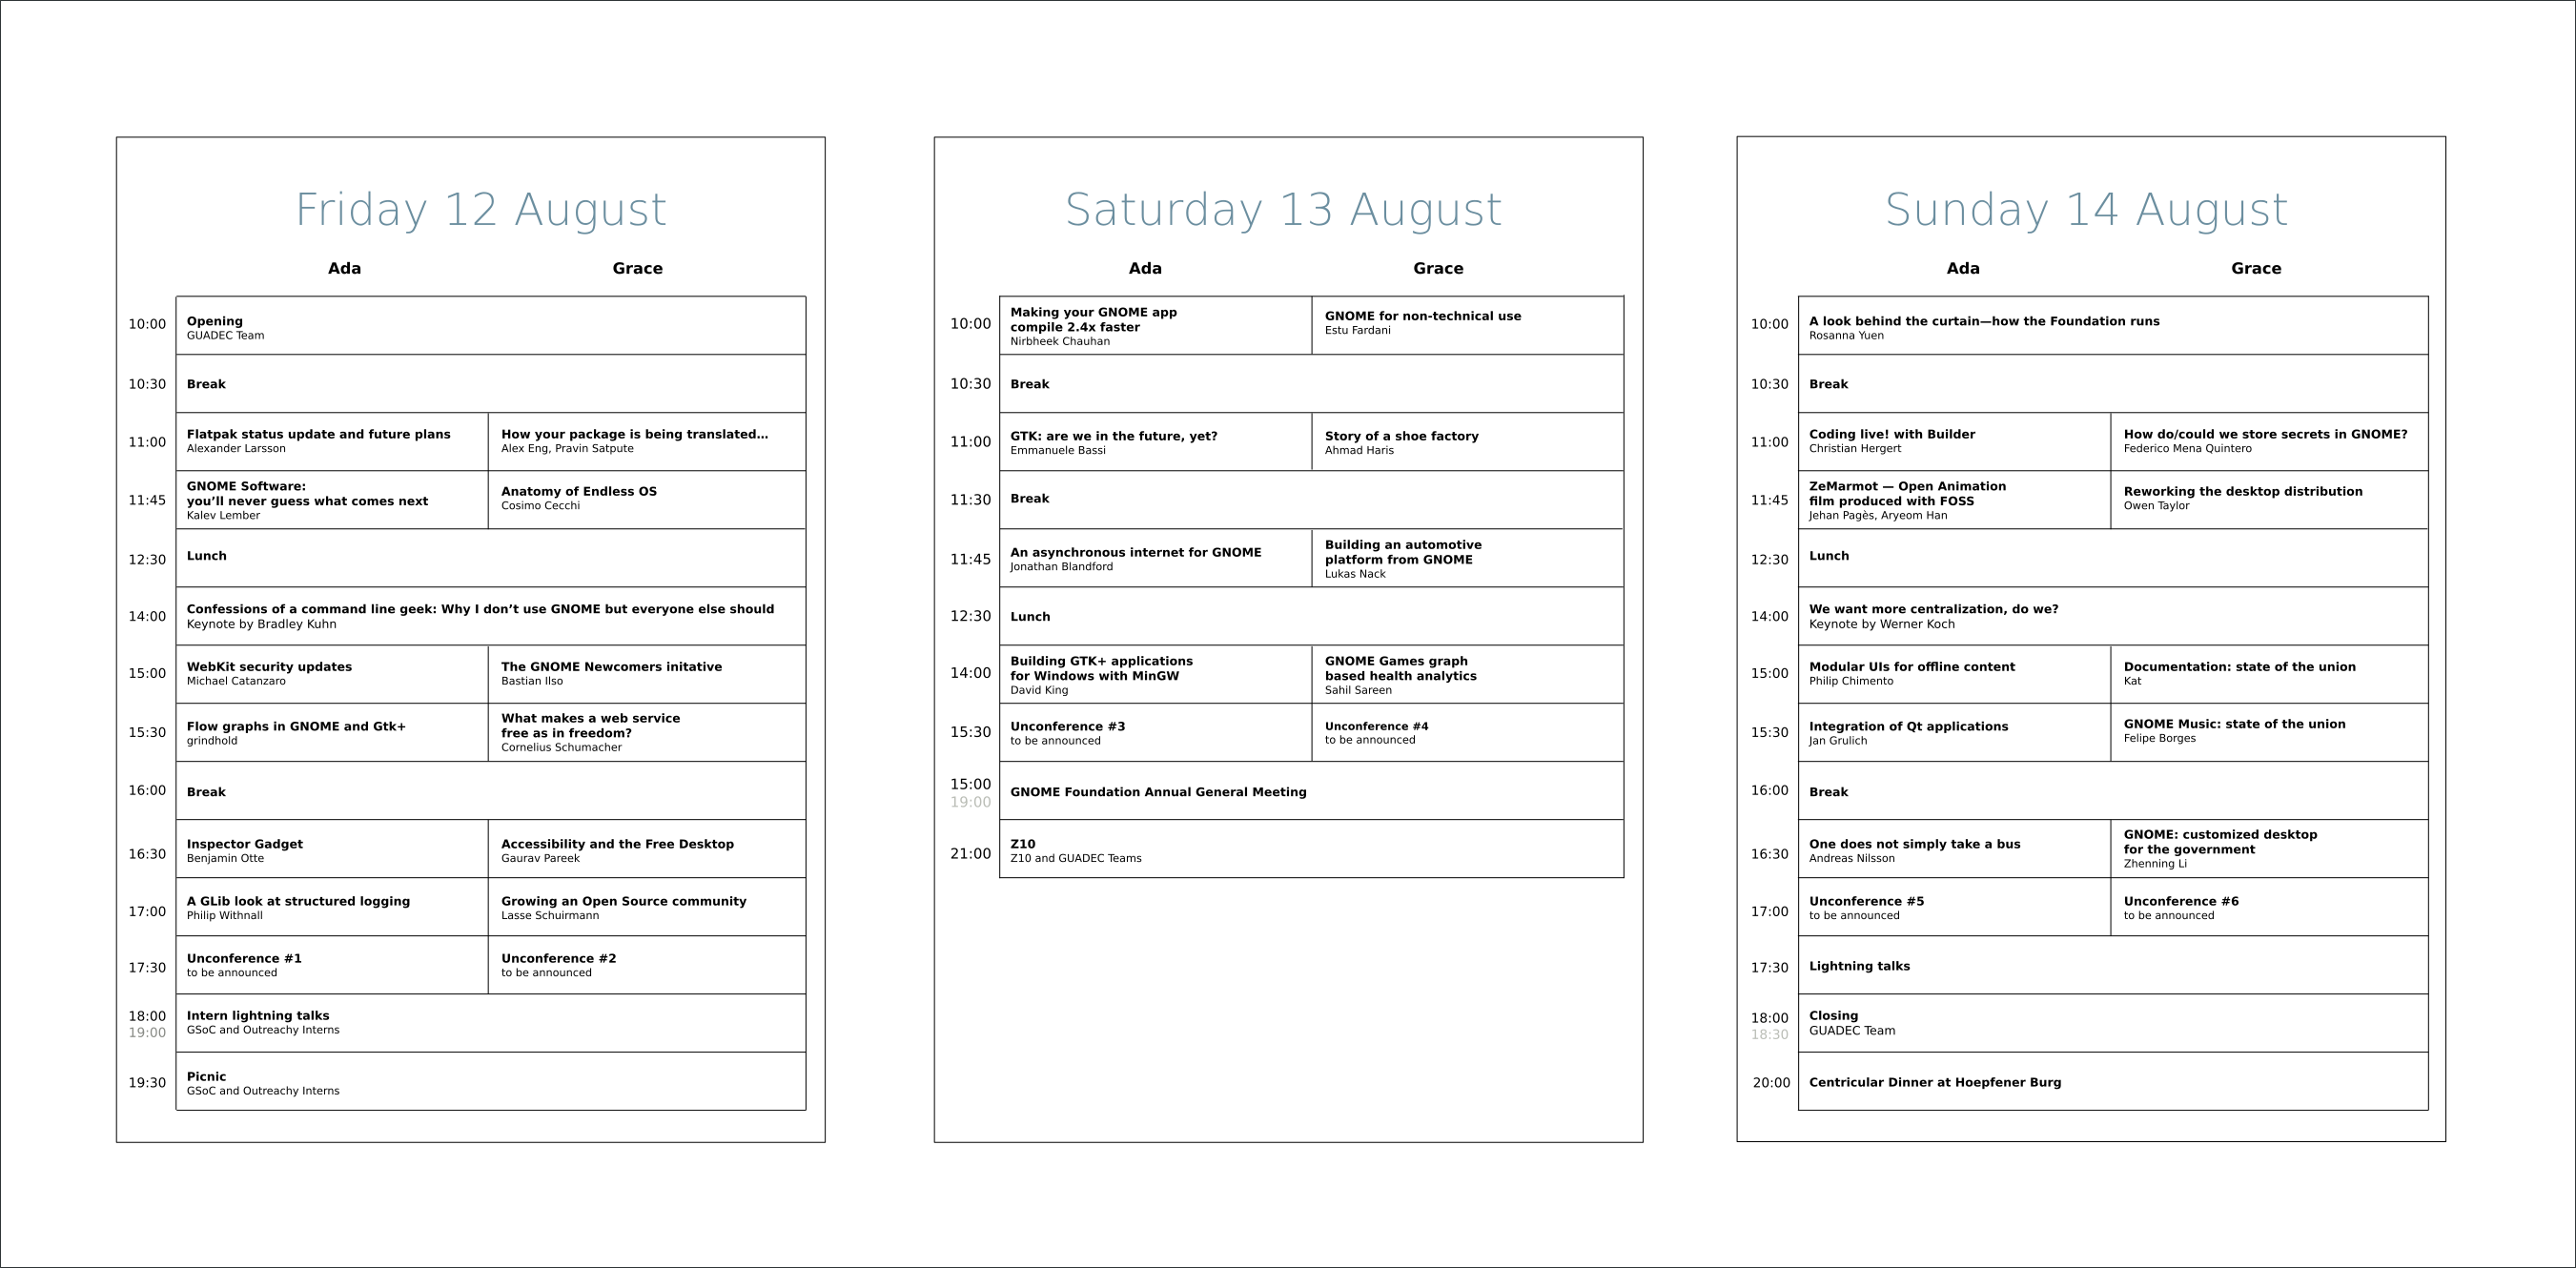 Friday 12 August
Ada
Grace
10:00
Opening
GUADEC Team
10:30
Break
11:00
Flatpak status update and future plans
Alexander Larsson
How your package is being translated…
Alex Eng, Pravin Satpute
11:45
GNOME Software:
you’ll never guess what comes next
Kalev Lember
Anatomy of Endless OS
Cosimo Cecchi
12:30
Lunch
14:00
Confessions of a command line geek: Why I don’t use GNOME but everyone else should
Keynote by Bradley Kuhn
15:00
WebKit security updates
Michael Catanzaro
The GNOME Newcomers initative
Bastian Ilso
15:30
Flow graphs in GNOME and Gtk+
grindhold
What makes a web service
free as in freedom?
Cornelius Schumacher
16:00
Break
16:30
Inspector Gadget
Benjamin Otte
Accessibility and the Free Desktop
Gaurav Pareek
17:00
A GLib look at structured logging
Philip Withnall
Growing an Open Source community
Lasse Schuirmann
17:30
Unconference #1
to be announced
Unconference #2
to be announced
18:00
19:00
Intern lightning talks
GSoC and Outreachy Interns
19:30
Picnic
GSoC and Outreachy Interns
Saturday 13 August
Ada
Grace
10:00
Making your GNOME app
compile 2.4x faster
Nirbheek Chauhan
GNOME for non-technical use
Estu Fardani
10:30
Break
11:00
GTK: are we in the future, yet?
Emmanuele Bassi
Story of a shoe factory
Ahmad Haris
11:30
Break
11:45
An asynchronous internet for GNOME
Jonathan Blandford
Building an automotive
platform from GNOME
Lukas Nack
12:30
Lunch
14:00
Building GTK+ applications
for Windows with MinGW
David King
GNOME Games graph
based health analytics
Sahil Sareen
15:30
Unconference #3
to be announced
Unconference #4
to be announced
15:00
19:00
GNOME Foundation Annual General Meeting
21:00
Z10
Z10 and GUADEC Teams
Sunday 14 August
Ada
Grace
10:00
A look behind the curtain—how the Foundation runs
Rosanna Yuen
10:30
Break
11:00
Coding live! with Builder
Christian Hergert
How do/could we store secrets in GNOME?
Federico Mena Quintero
11:45
ZeMarmot — Open Animation
film produced with FOSS
Jehan Pagès, Aryeom Han
Reworking the desktop distribution
Owen Taylor
12:30
Lunch
14:00
We want more centralization, do we?
Keynote by Werner Koch
15:00
Modular UIs for offline content
Philip Chimento
Documentation: state of the union
Kat
15:30
Integration of Qt applications
Jan Grulich
GNOME Music: state of the union
Felipe Borges
16:00
Break
16:30
One does not simply take a bus
Andreas Nilsson
GNOME: customized desktop
for the government
Zhenning Li
17:00
Unconference #5
to be announced
Unconference #6
to be announced
17:30
Lightning talks
18:00
18:30
Closing
GUADEC Team
20:00
Centricular Dinner at Hoepfener Burg